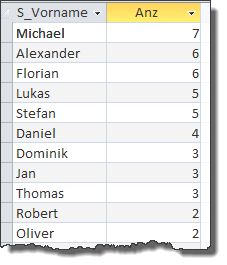 S_Vorname Anz
Michael 7
Alexander 6
Florian 6
Lukas 5
Stefan 5
Daniel 4
Dominik 3
Jan 3
Thomas 3
Robert 2
Oliver 2